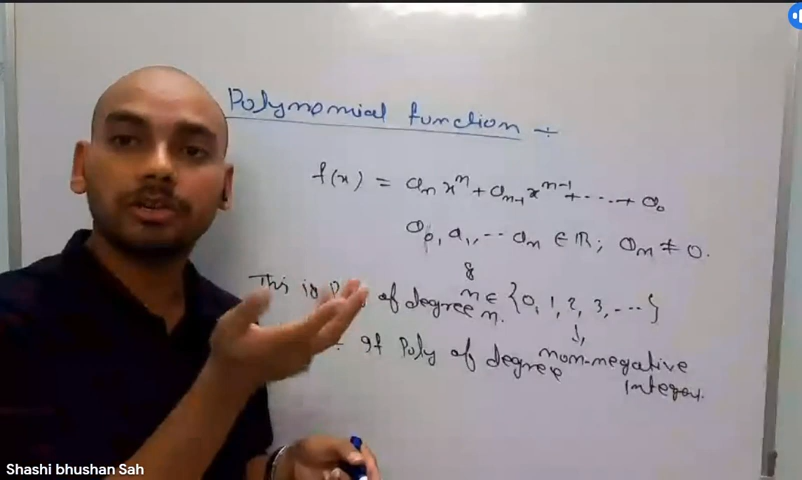 Polynomial function ÷
f(x) = aₙxⁿ + aₙ₋₁xⁿ⁻¹ + ... + a₀
a₀, a₁, .. aₙ ∈ ℝ; aₙ ≠ 0.
&
n ∈ {0, 1, 2, 3, ...}
This is of degree n.
non-negative
Integer.
If Poly of degree
Shashi bhushan Sah